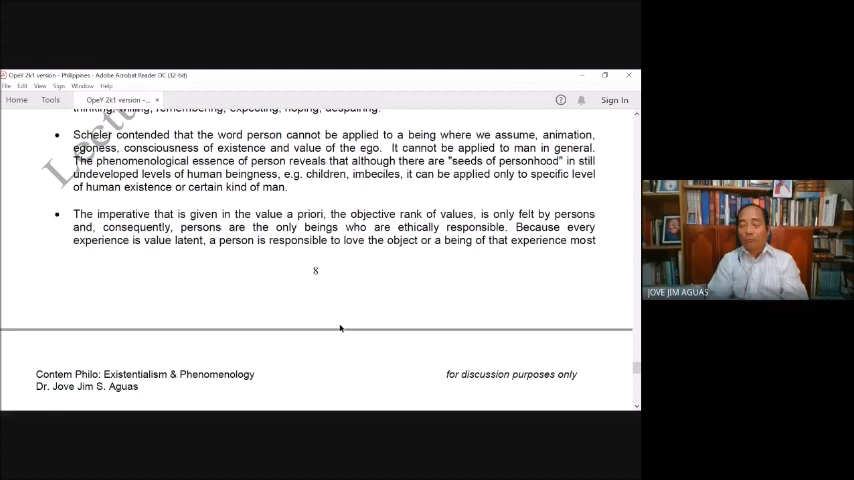 OpeY 2k1 version - Philippines - Adobe Acrobat Reader DC (32-bit)
File Edit View Sign Window Help
Home Tools OpeY 2k1 version -... × Sign In
thinking, willing, remembering, expecting, hoping, despairing.
• Scheler contended that the word person cannot be applied to a being where we assume, animation,
egoness, consciousness of existence and value of the ego. It cannot be applied to man in general.
The phenomenological essence of person reveals that although there are "seeds of personhood" in still
undeveloped levels of human beingness, e.g. children, imbeciles, it can be applied only to specific level
of human existence or certain kind of man.
• The imperative that is given in the value a priori, the objective rank of values, is only felt by persons
and, consequently, persons are the only beings who are ethically responsible. Because every
experience is value latent, a person is responsible to love the object or a being of that experience most
8
Contem Philo: Existentialism & Phenomenology
for discussion purposes only
Dr. Jove Jim S. Aguas
JOVE JIM AGUAS